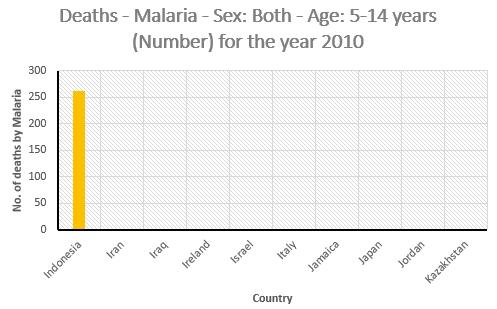 Deaths - Malaria - Sex: Both - Age: 5-14 years
(Number) for the year 2010
No. of deaths by Malaria
300
250
200
150
100
50
0
Indonesia
Iran
Iraq
Ireland
Israel
Italy
Jamaica
Japan
Jordan
Kazakhstan
Country